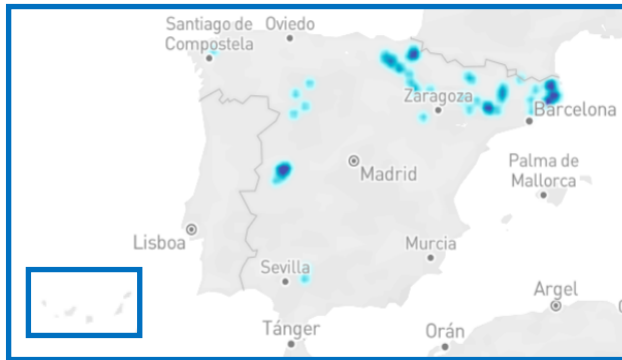 Santiago de
Compostela
Oviedo
Zaragoza
Barcelona
Madrid
Palma de
Mallorca
Lisboa
Murcia
Sevilla
Argel
Tánger
Orán